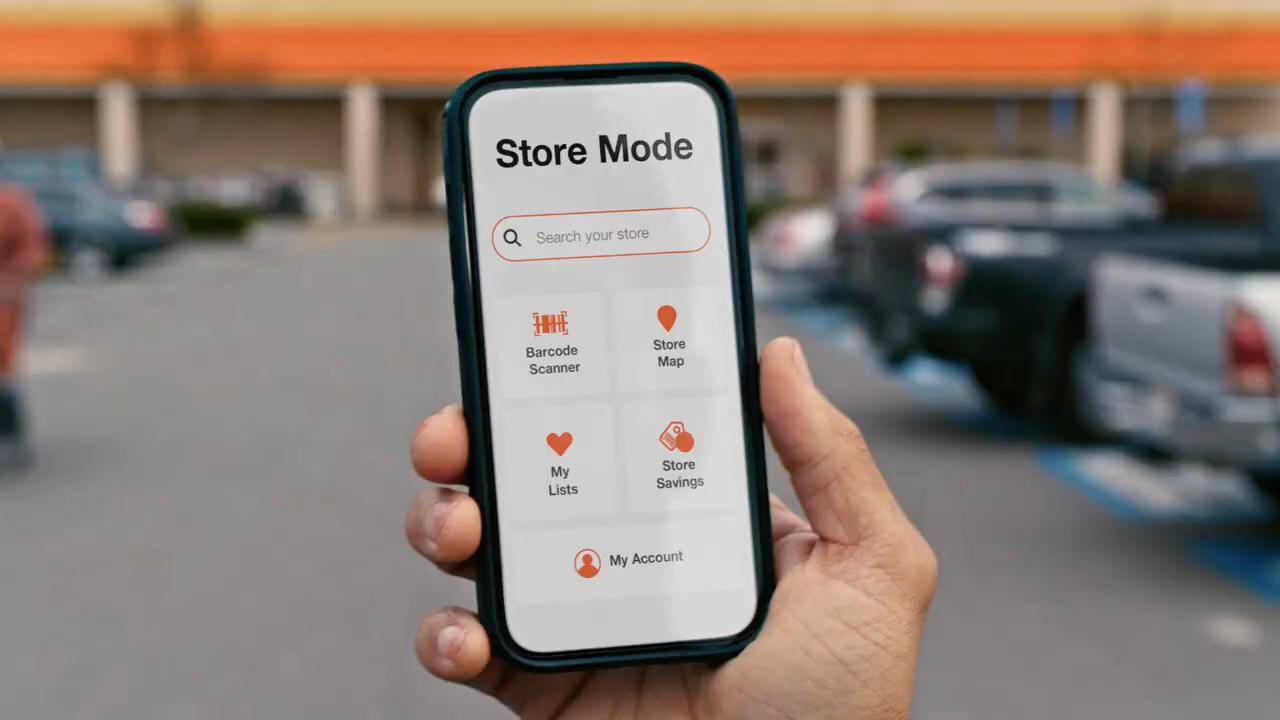 Store Mode
Search your store
Barcode
Scanner
Store
Map
My
Lists
Store
Savings
My Account